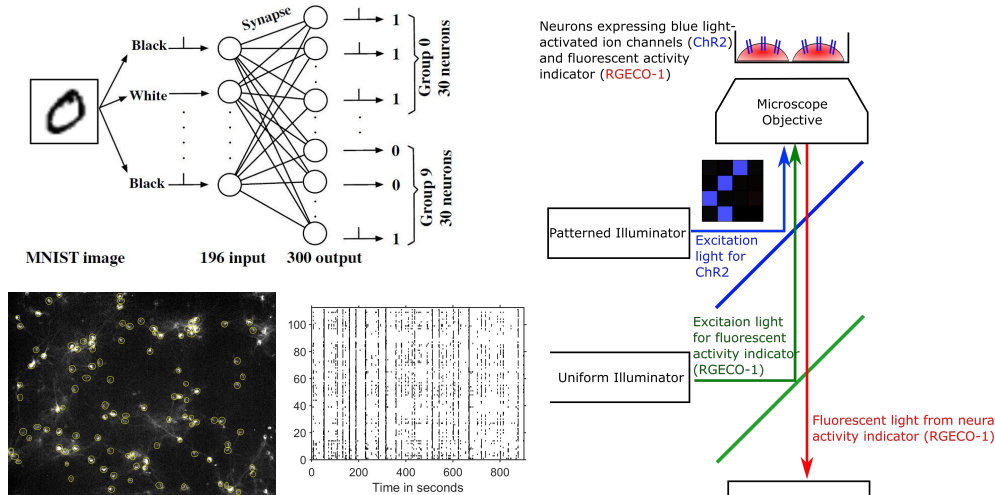 Synapse
Black
White
Black
1
1
1
0
0
1
Group 0
30 neurons
Group 9
30 neurons
MNIST image
196 input
300 output
100
80
60
40
20
0
0
200
400
600
800
Time in seconds
Neurons expressing blue light-
activated ion channels (ChR2)
and fluorescent activity
indicator (RGECO-1)
Microscope
Objective
Patterned Illuminator
Excitation
light for
ChR2
Excitaion light
for fluorescent
activity indicator
(RGECO-1)
Uniform Illuminator
Fluorescent light from neura
activity indicator (RGECO-1)